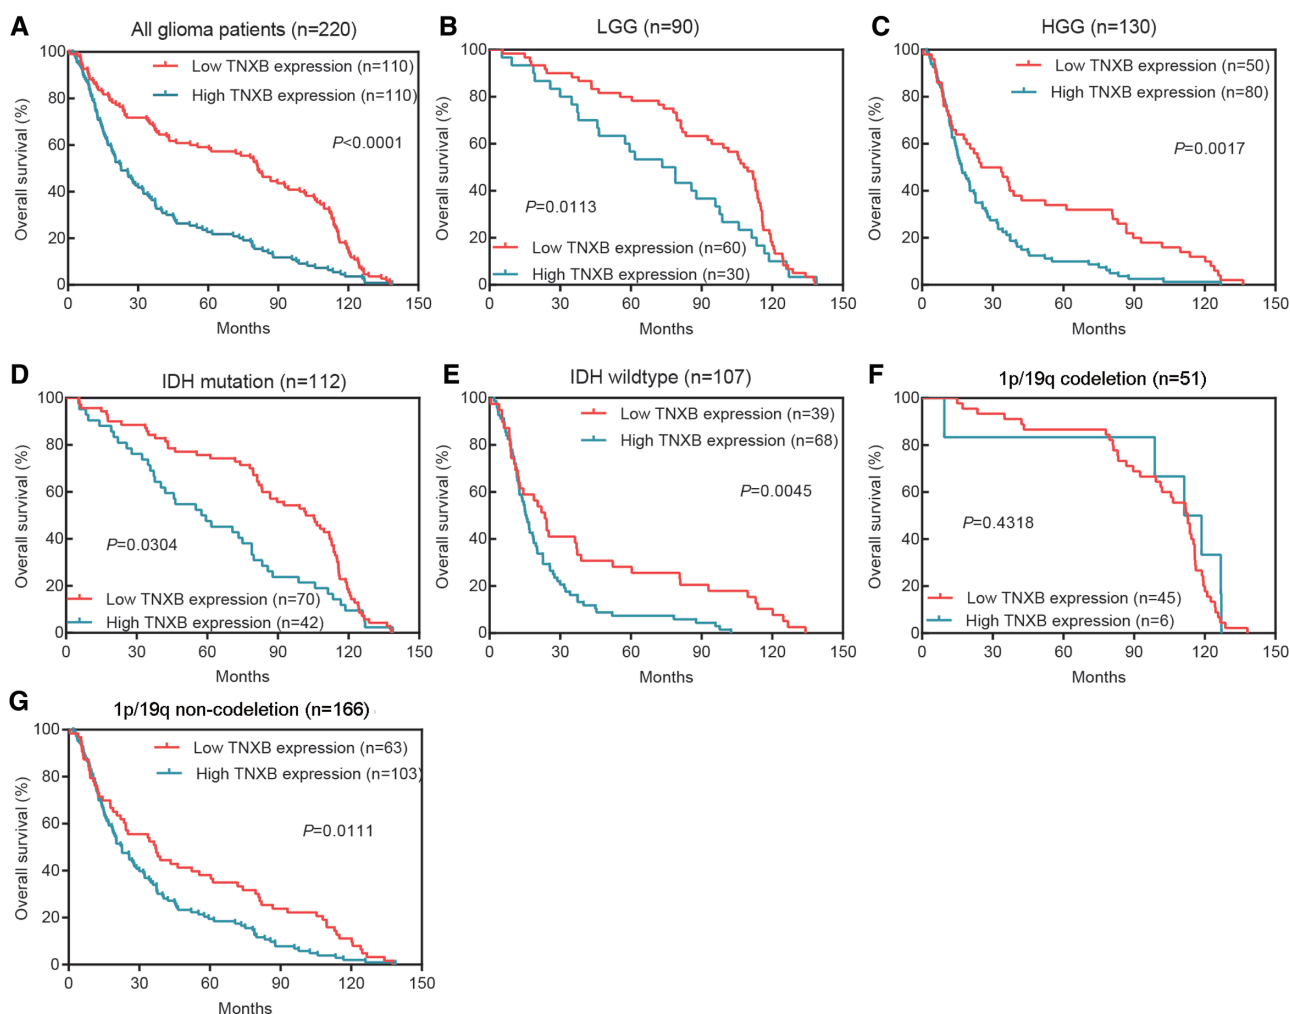 A
All glioma patients (n=220)
Overall survival (%)
100
80
60
40
20
0
0 30 60 90 120 150
Months
Low TNXB expression (n=110)
High TNXB expression (n=110)
P<0.0001
B
LGG (n=90)
Overall survival (%)
100
80
60
40
20
0
0 30 60 90 120 150
Months
P=0.0113
Low TNXB expression (n=60)
High TNXB expression (n=30)
C
HGG (n=130)
Overall survival (%)
100
80
60
40
20
0
0 30 60 90 120 150
Months
Low TNXB expression (n=50)
High TNXB expression (n=80)
P=0.0017
D
IDH mutation (n=112)
Overall survival (%)
100
80
60
40
20
0
0 30 60 90 120 150
Months
P=0.0304
Low TNXB expression (n=70)
High TNXB expression (n=42)
E
IDH wildtype (n=107)
Overall survival (%)
100
80
60
40
20
0
0 30 60 90 120 150
Months
Low TNXB expression (n=39)
High TNXB expression (n=68)
P=0.0045
F
1p/19q codeletion (n=51)
Overall survival (%)
100
80
60
40
20
0
0 30 60 90 120 150
Months
P=0.4318
Low TNXB expression (n=45)
High TNXB expression (n=6)
G
1p/19q non-codeletion (n=166)
Overall survival (%)
100
80
60
40
20
0
0 30 60 90 120 150
Months
Low TNXB expression (n=63)
High TNXB expression (n=103)
P=0.0111